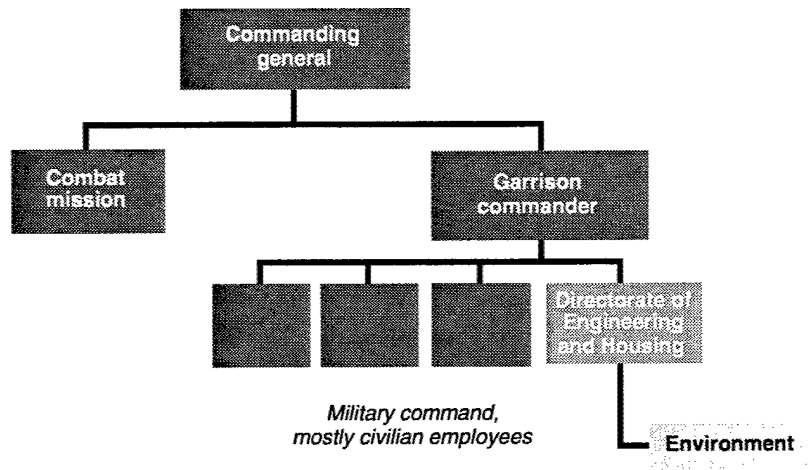 Commanding
general
Combat
mission
Garrison
commander
Directorate of
Engineering
and Housing
Military command,
mostly civilian employees
Environment